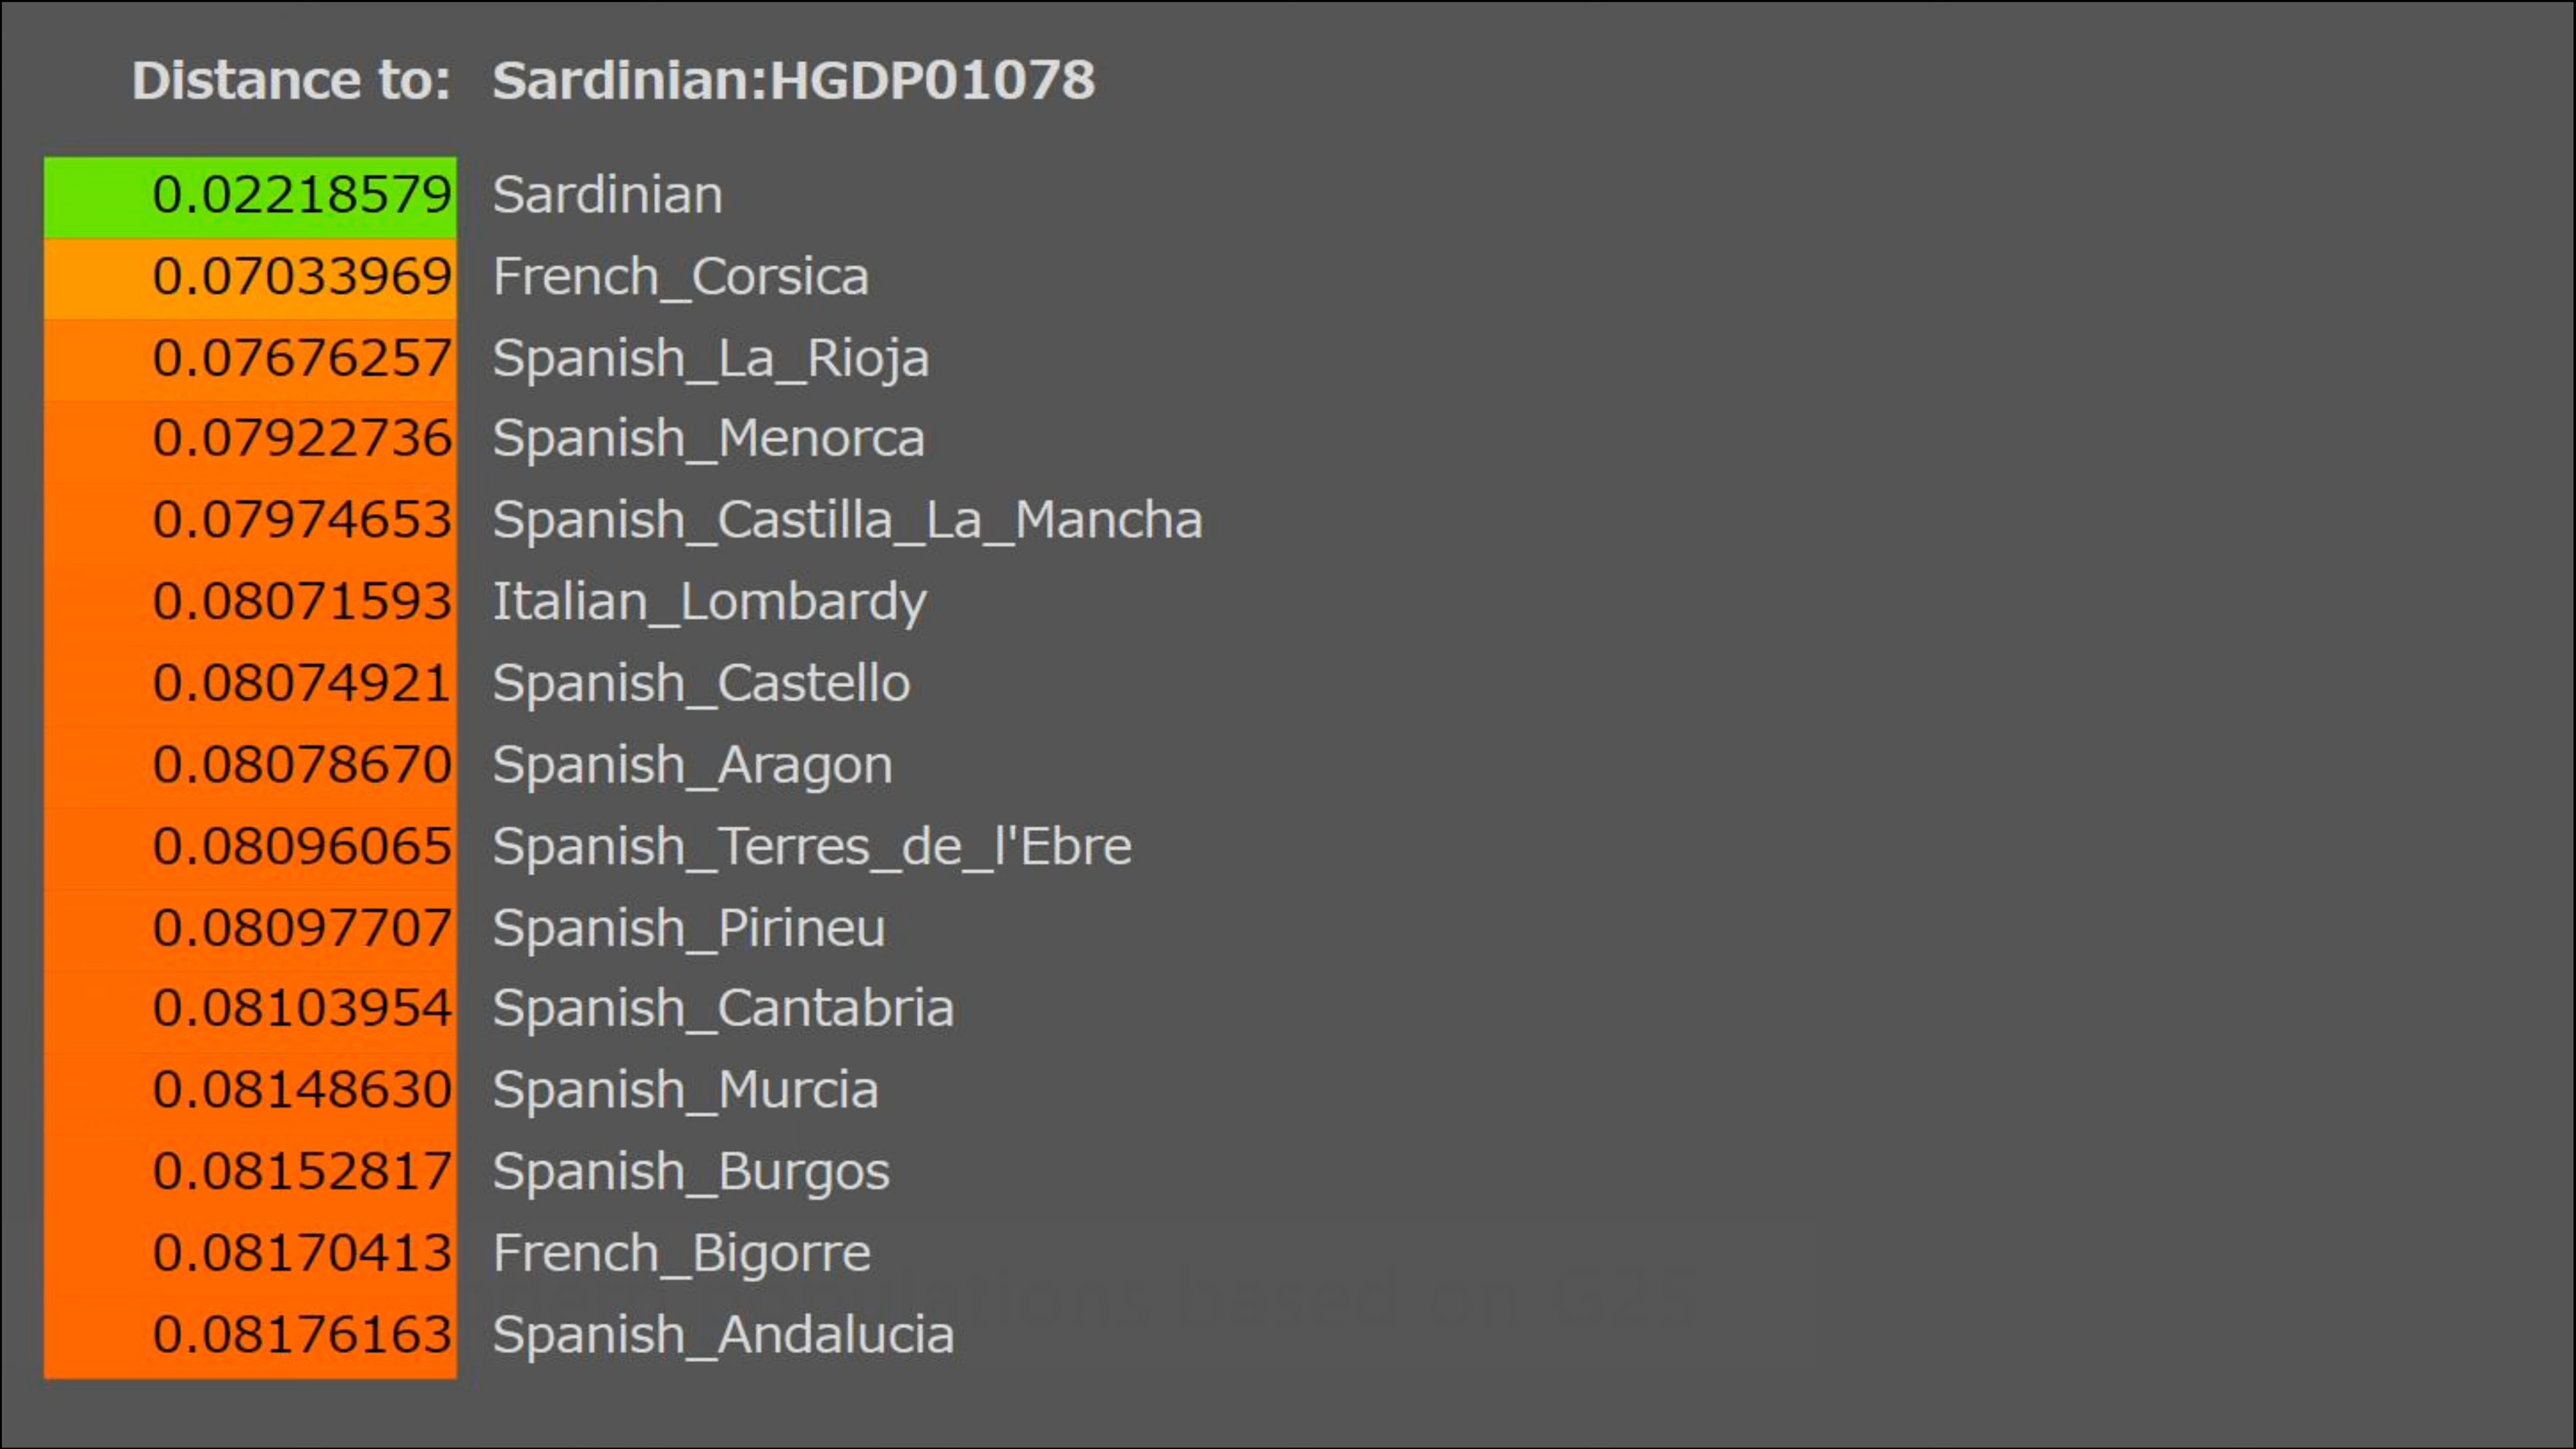 Distance to: Sardinian:HGDP01078
0.02218579 Sardinian
0.07033969 French_Corsica
0.07676257 Spanish_La_Rioja
0.07922736 Spanish_Menorca
0.07974653 Spanish_Castilla_La_Mancha
0.08071593 Italian_Lombardy
0.08074921 Spanish_Castello
0.08078670 Spanish_Aragon
0.08096065 Spanish_Terres_de_l'Ebre
0.08097707 Spanish_Pirineu
0.08103954 Spanish_Cantabria
0.08148630 Spanish_Murcia
0.08152817 Spanish_Burgos
0.08170413 French_Bigorre
0.08176163 Spanish_Andalucia